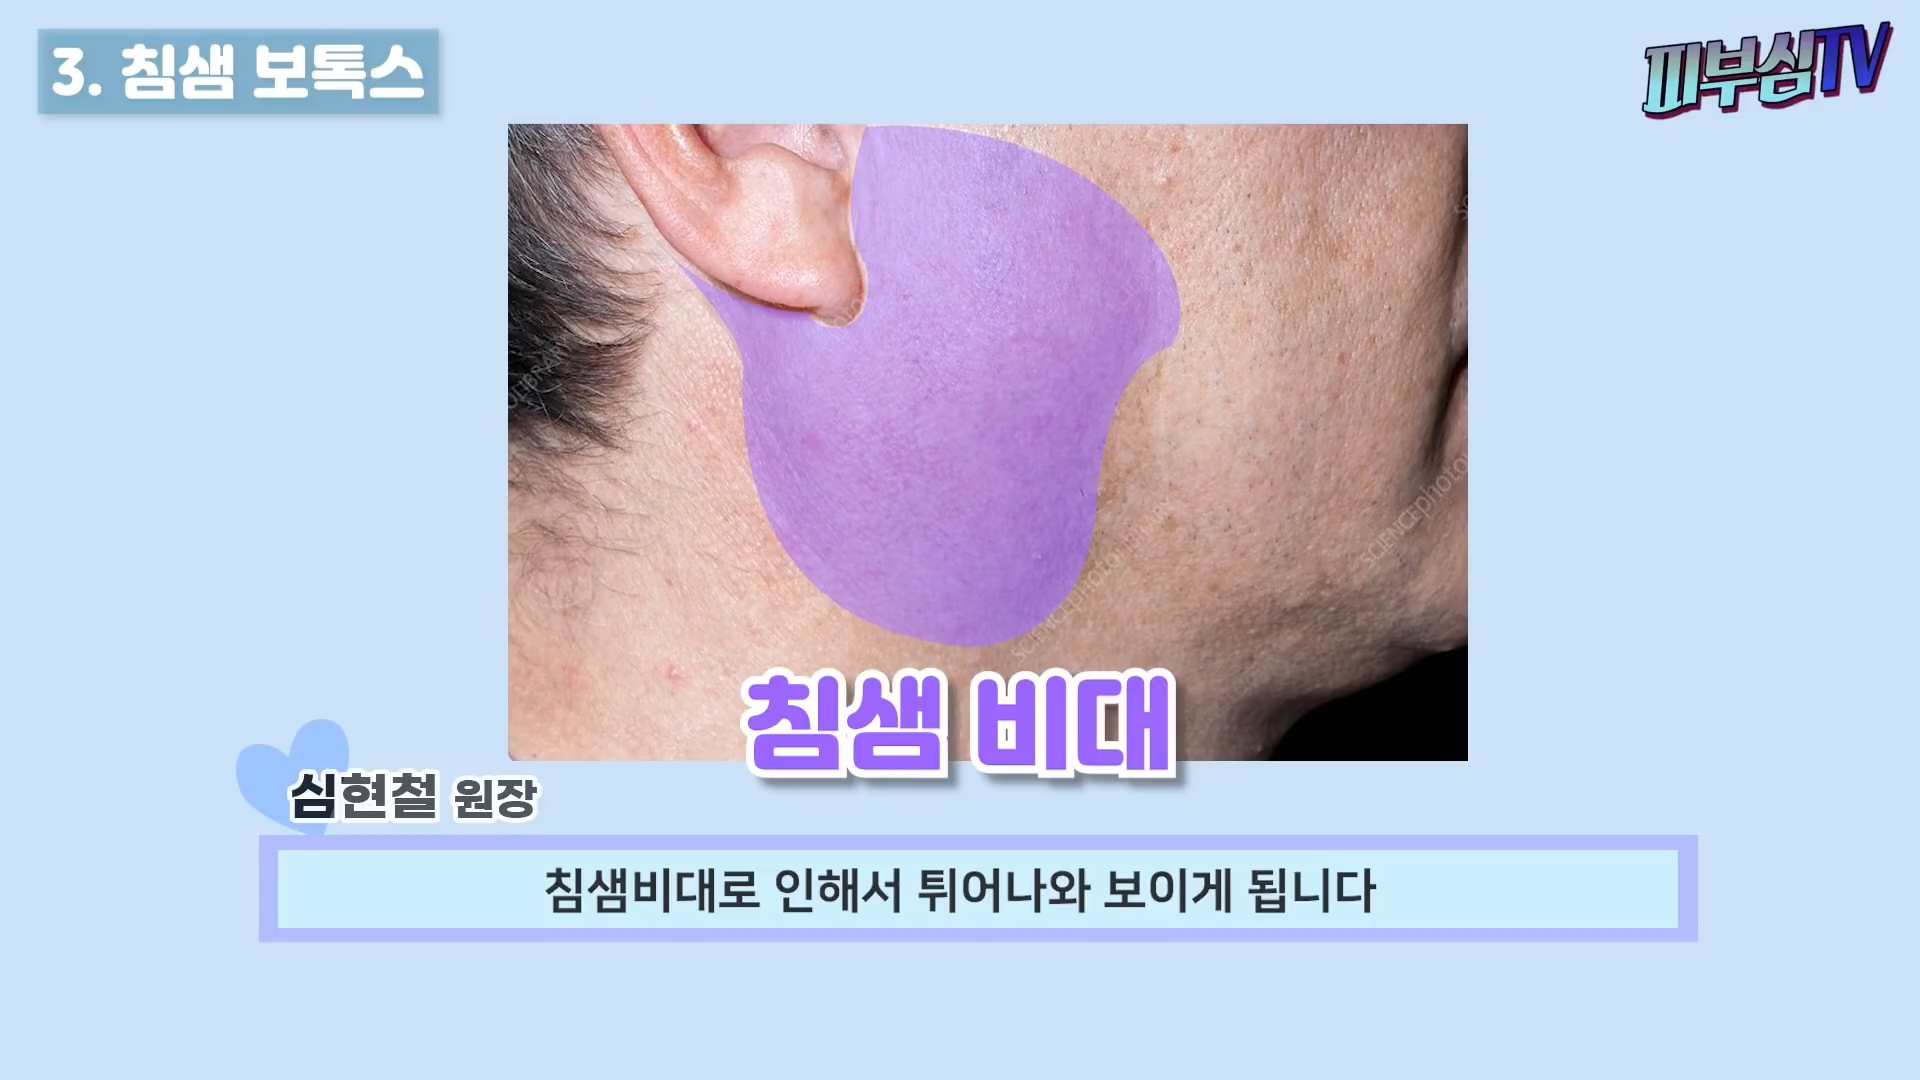 3. 침샘 보톡스
피부심TV
SCIENCEphotoLIBRARY
SCIENCEphoto
침샘 비대
심현철 원장
침샘비대로 인해서 튀어나와 보이게 됩니다